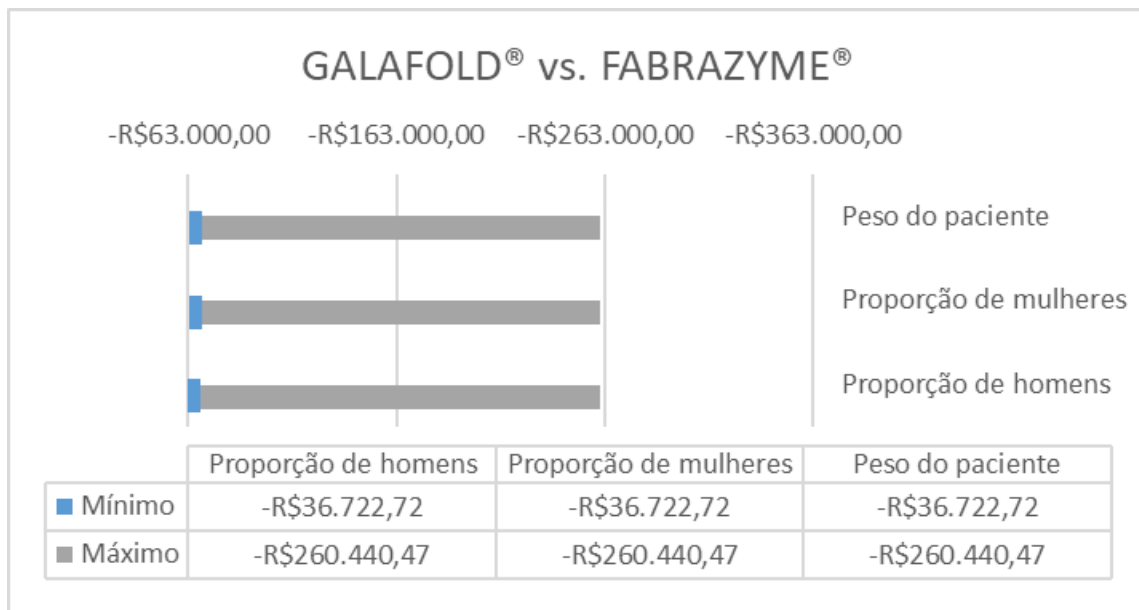 GALAFOLD® vs. FABRAZYME®
-R$63.000,00 -R$163.000,00 -R$263.000,00 -R$363.000,00
Peso do paciente
Proporção de mulheres
Proporção de homens
Proporção de homens Proporção de mulheres Peso do paciente
Mínimo -R$36.722,72 -R$36.722,72 -R$36.722,72
Máximo -R$260.440,47 -R$260.440,47 -R$260.440,47